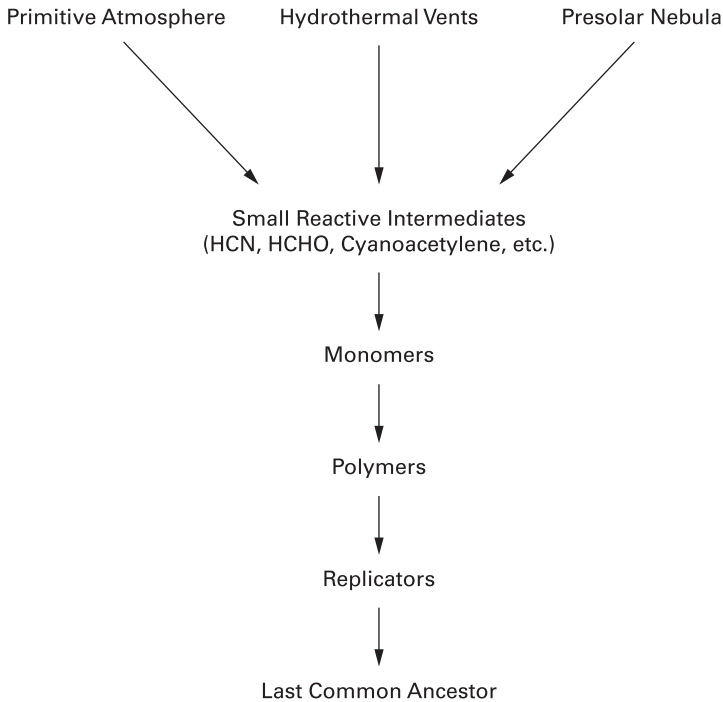 Primitive Atmosphere
Hydrothermal Vents
Presolar Nebula
Small Reactive Intermediates
(HCN, HCHO, Cyanoacetylene, etc.)
Monomers
Polymers
Replicators
Last Common Ancestor